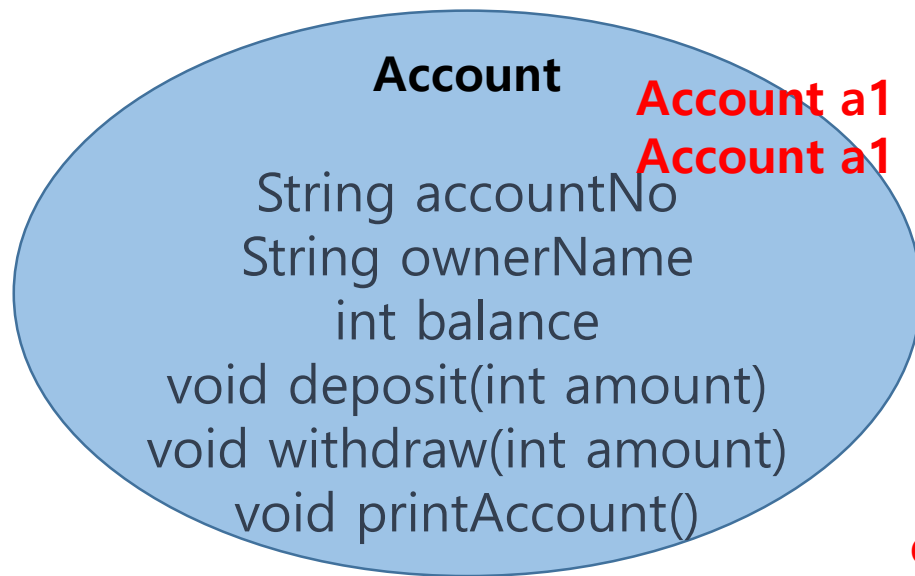 Account
Account a1
Account a1
String accountNo
String ownerName
int balance
void deposit(int amount)
void withdraw(int amount)
void printAccount()